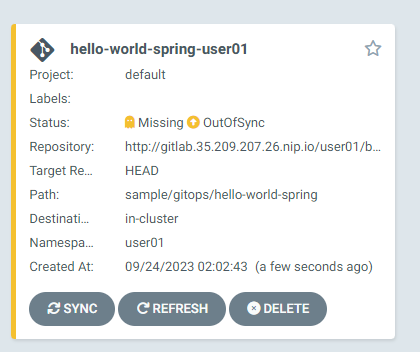 hello-world-spring-user01
Project: default
Labels:
Status: Missing OutOfSync
Repository: http://gitlab.35.209.207.26.nip.io/user01/b...
Target Re... HEAD
Path: sample/gitops/hello-world-spring
Destinati... in-cluster
Namespa... user01
Created At: 09/24/2023 02:02:43 (a few seconds ago)
SYNC REFRESH DELETE